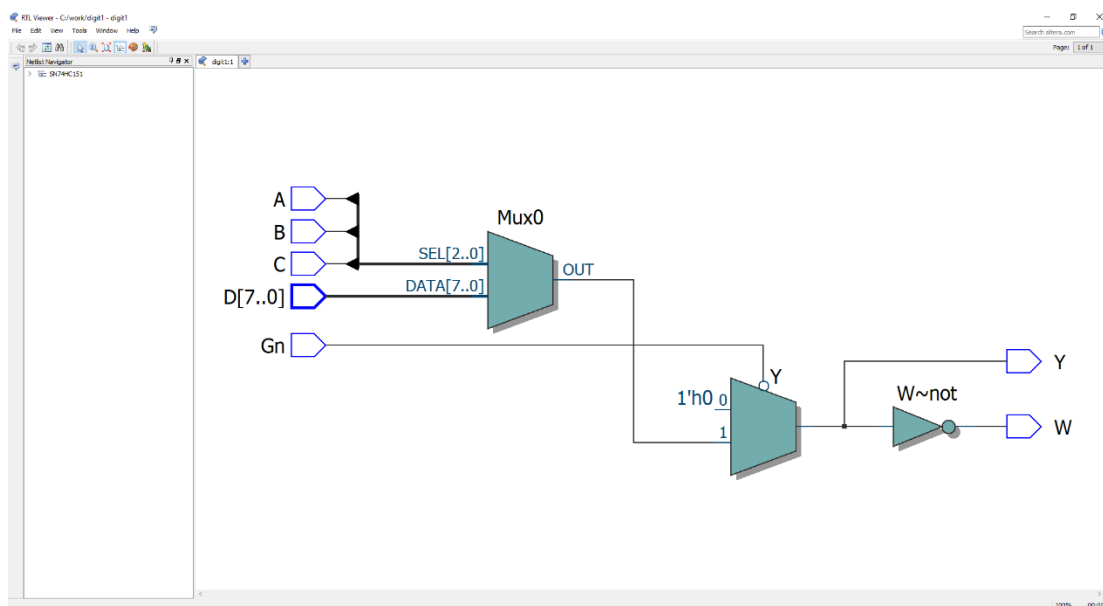 RTL Viewer - C:/work/digit1 - digit1
File Edit View Tools Window Help
Search altera.com
Page: 1 of 1
Netlist Navigator
digit1:1
SN74HC151
A
B
C
D[7..0]
Gn
Mux0
SEL[2..0]
DATA[7..0]
OUT
Y
1'h0 0
1
W~not
Y
W
100%